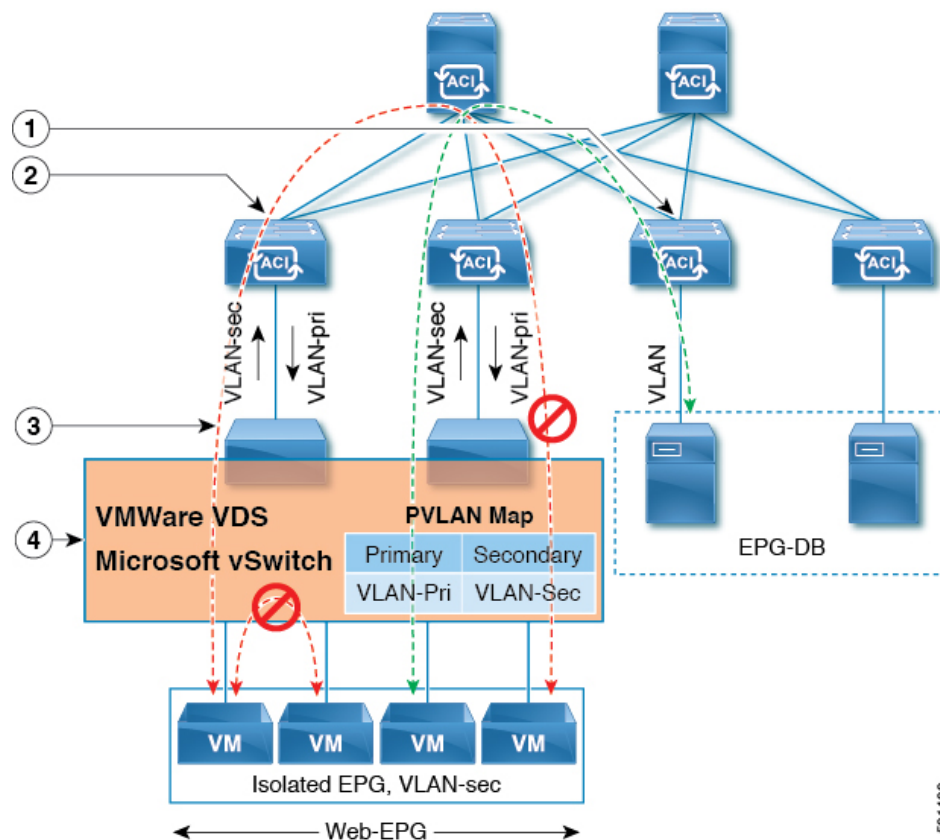 ACI
ACI
1
2
ACI
ACI
ACI
ACI
VLAN-sec
VLAN-pri
VLAN-sec
VLAN-pri
VLAN
3
4
VMWare VDS
Microsoft vSwitch
PVLAN Map
Primary Secondary
VLAN-Pri VLAN-Sec
EPG-DB
VM
VM
VM
VM
Isolated EPG, VLAN-sec
Web-EPG